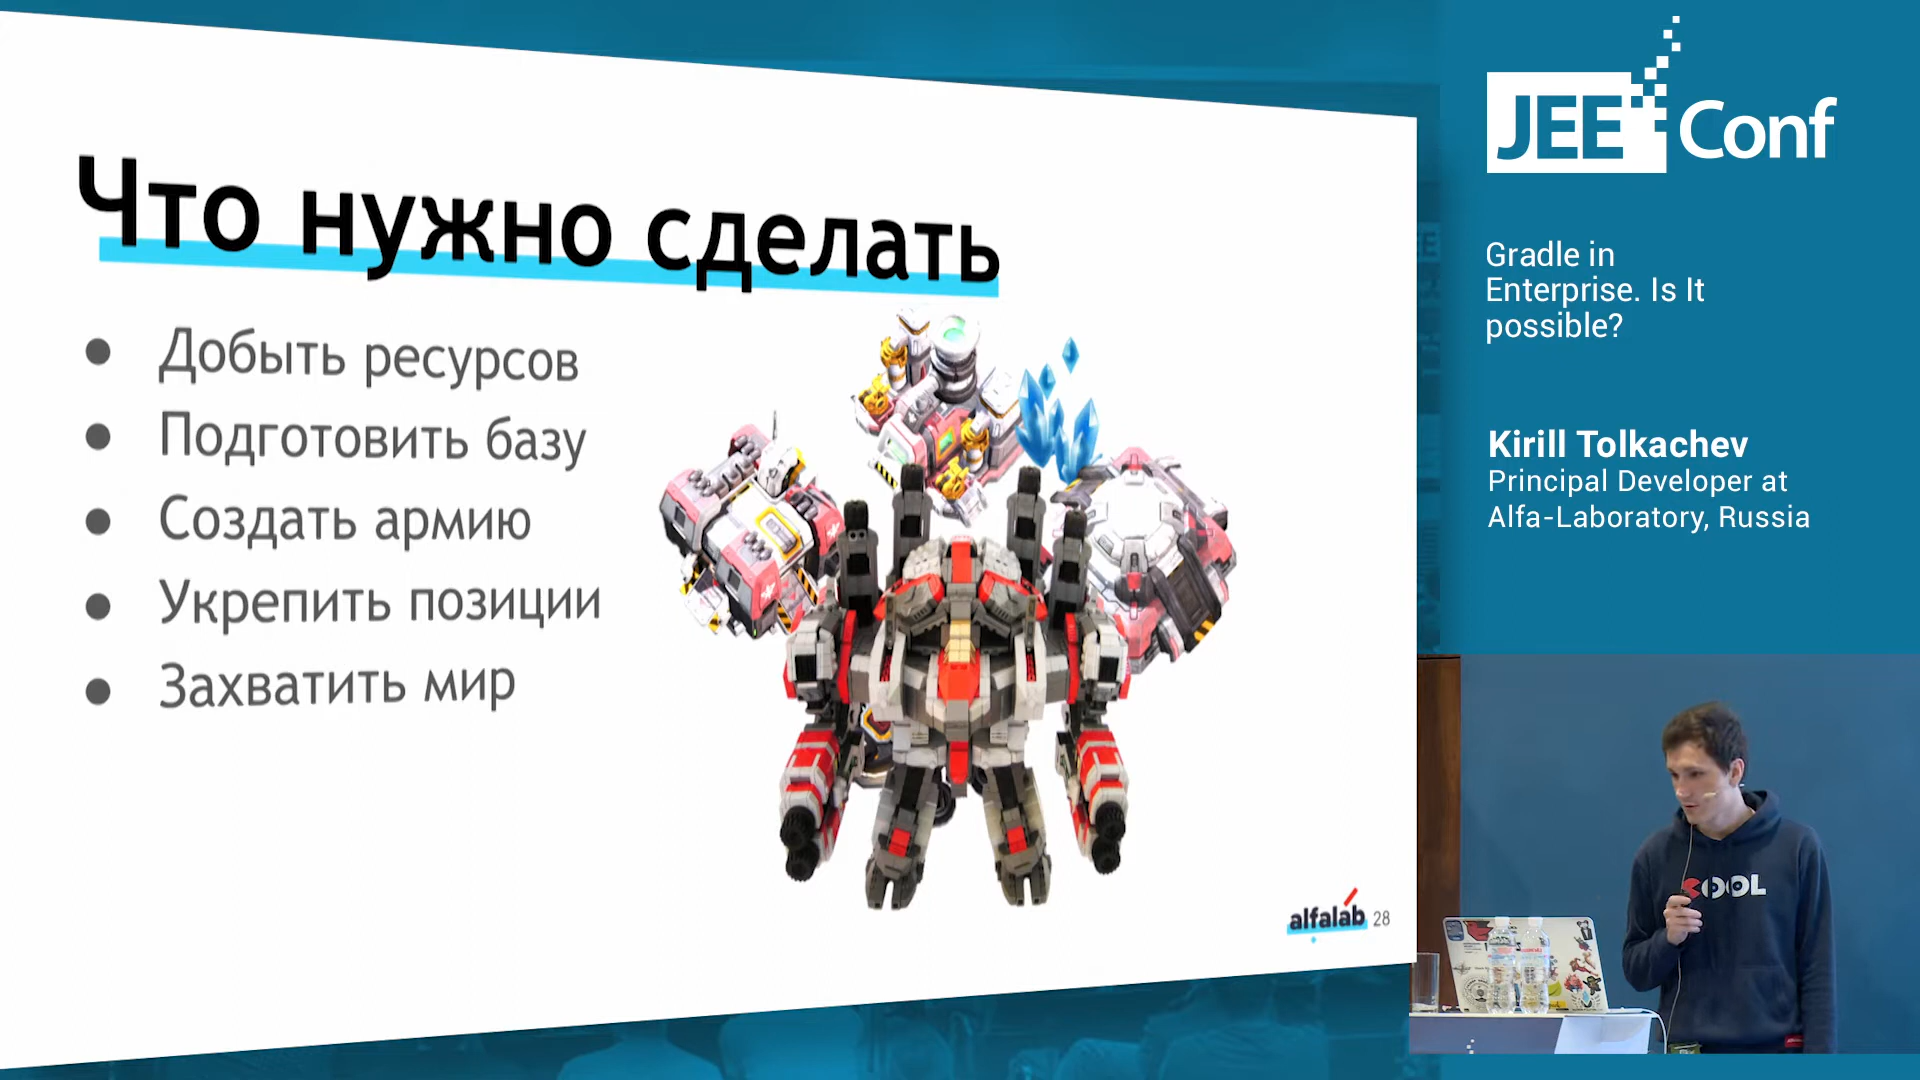 Что нужно сделать
● Добыть ресурсов
● Подготовить базу
● Создать армию
● Укрепить позиции
● Захватить мир
alfalab 28
JEE Conf
Gradle in
Enterprise. Is It
possible?
Kirill Tolkachev
Principal Developer at
Alfa-Laboratory, Russia
COOL